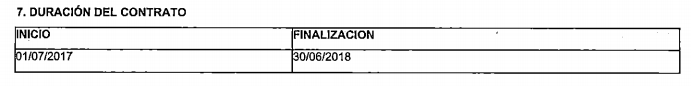 7. DURACIÓN DEL CONTRATO
INICIO FINALIZACION
01/07/2017 30/06/2018